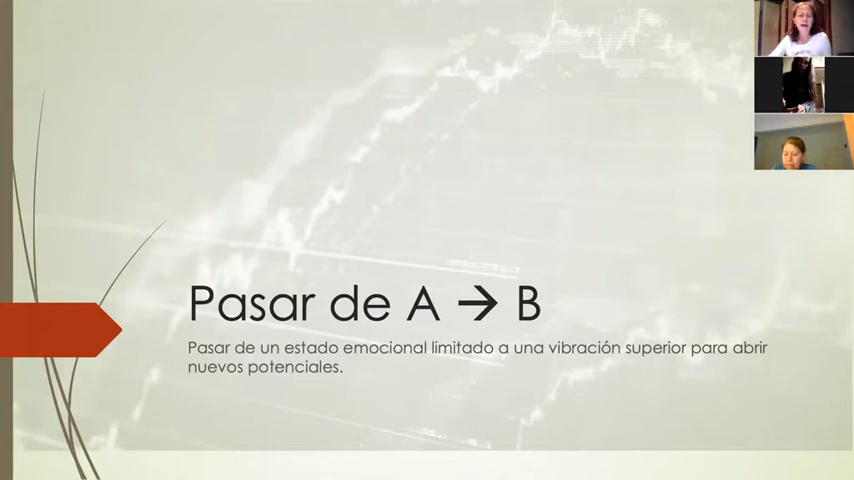 Pasar de A → B
Pasar de un estado emocional limitado a una vibración superior para abrir
nuevos potenciales.